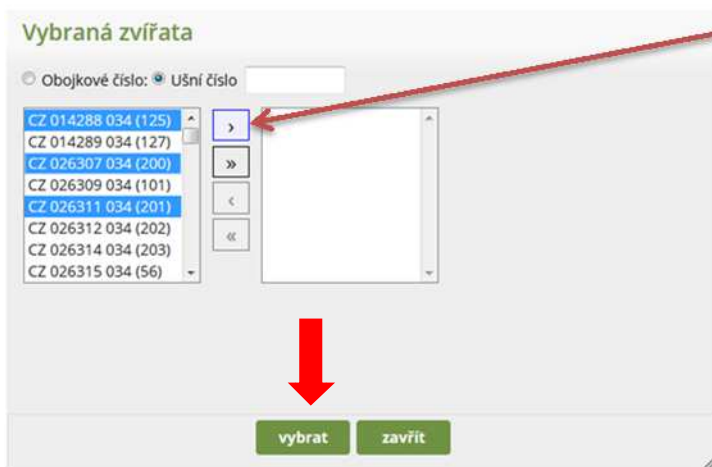 Vybraná zvířata
Obojkové číslo: Ušní číslo
CZ 014288 034 (125)
CZ 014289 034 (127)
CZ 026307 034 (200)
CZ 026309 034 (101)
CZ 026311 034 (201)
CZ 026312 034 (202)
CZ 026314 034 (203)
CZ 026315 034 (56)
›
»
‹
«
vybrat zavřít